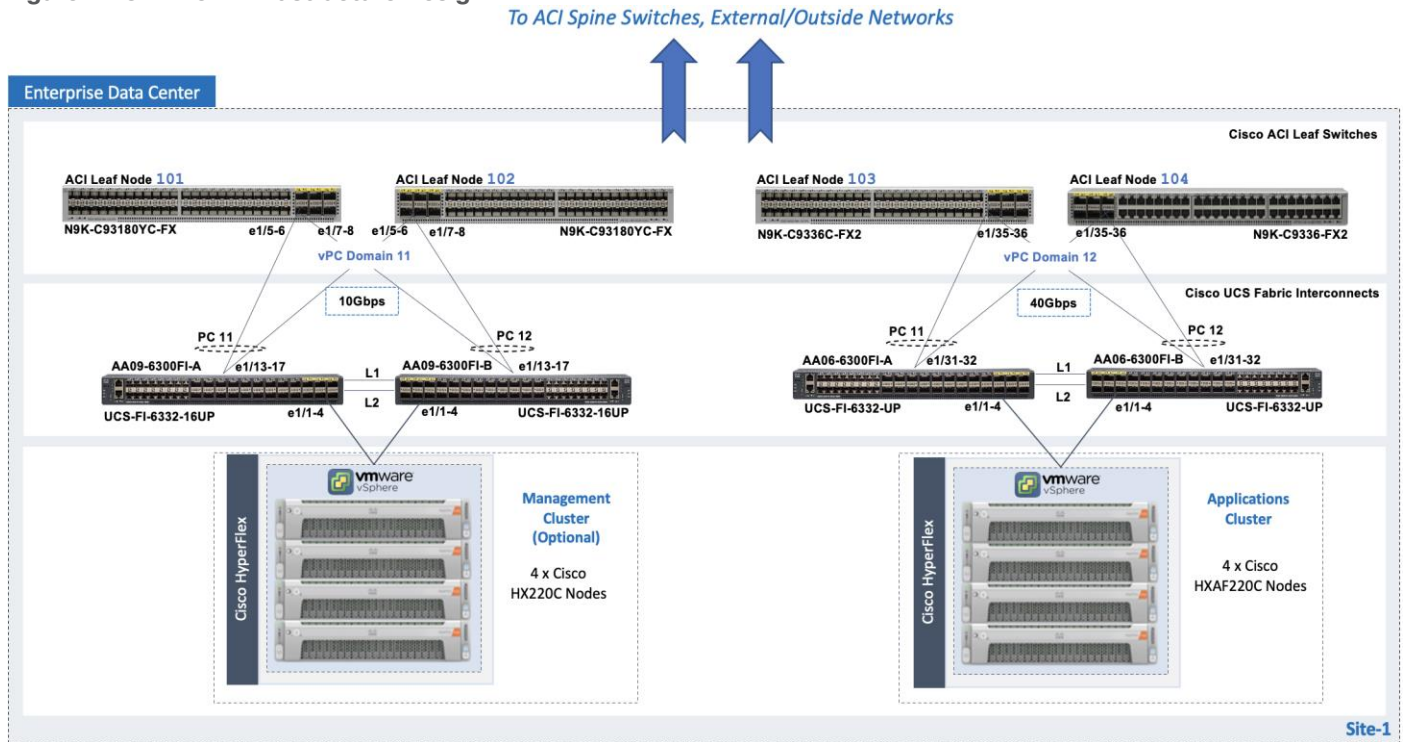 To ACI Spine Switches, External/Outside Networks
Enterprise Data Center
Cisco ACI Leaf Switches
ACI Leaf Node 101
ACI Leaf Node 102
ACI Leaf Node 103
ACI Leaf Node 104
N9K-C93180YC-FX
e1/5-6
e1/7-8
e1/5-6
e1/7-8
N9K-C93180YC-FX
N9K-C9336C-FX2
e1/35-36
e1/35-36
N9K-C9336-FX2
vPC Domain 11
vPC Domain 12
10Gbps
40Gbps
Cisco UCS Fabric Interconnects
PC 11
PC 12
PC 11
PC 12
AA09-6300FI-A
e1/13-17
AA09-6300FI-B
e1/13-17
AA06-6300FI-A
e1/31-32
AA06-6300FI-B
e1/31-32
L1
L2
L1
L2
UCS-FI-6332-16UP
e1/1-4
e1/1-4
UCS-FI-6332-16UP
UCS-FI-6332-UP
e1/1-4
e1/1-4
UCS-FI-6332-UP
Cisco HyperFlex
vmware
vSphere
Management
Cluster
(Optional)
4 x Cisco
HX220C Nodes
Cisco HyperFlex
vmware
vSphere
Applications
Cluster
4 x Cisco
HXAF220C Nodes
Site-1